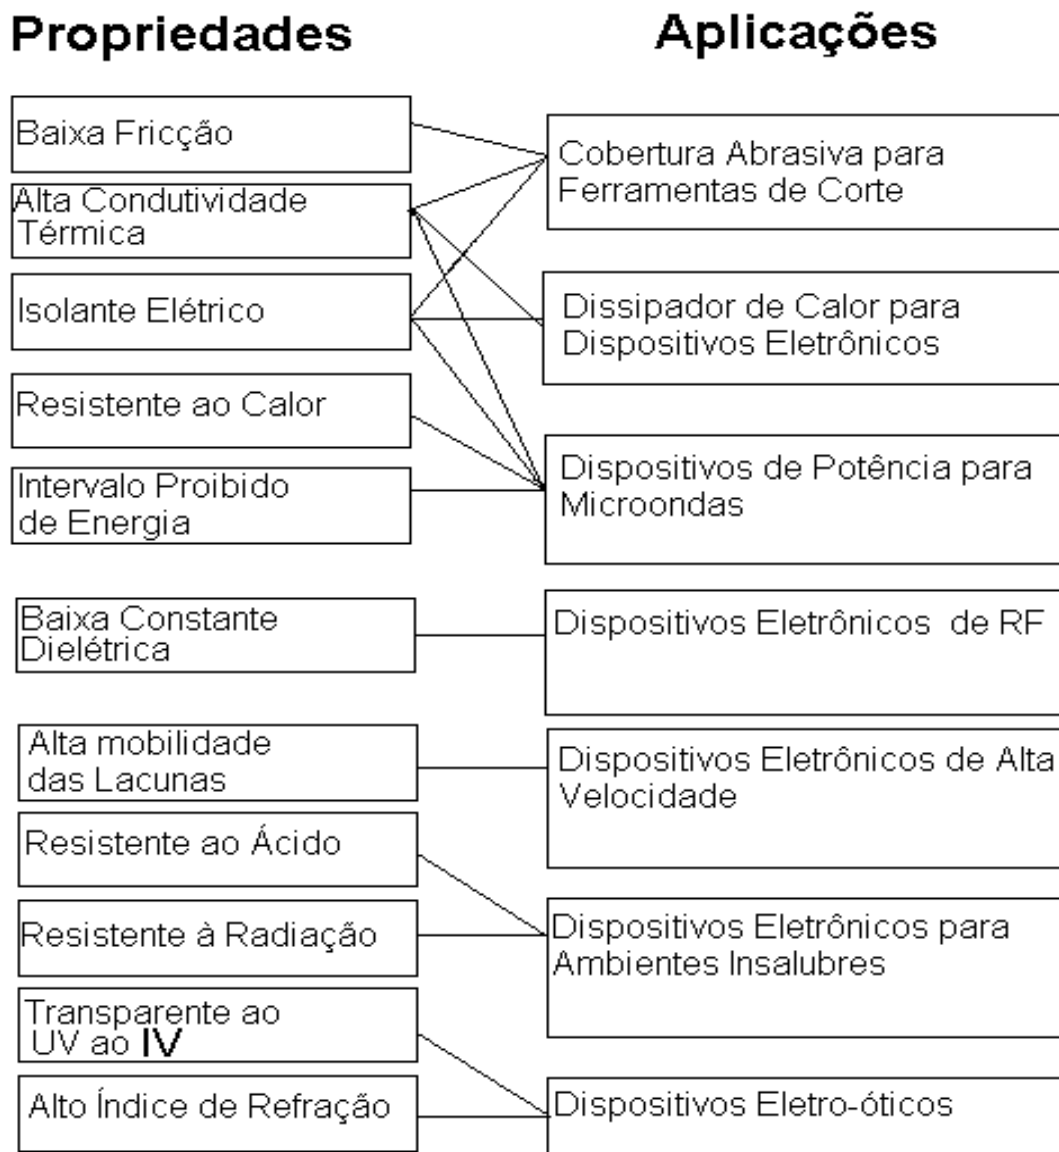 Propriedades
Aplicações
Baixa Fricção
Alta Condutividade
Térmica
Isolante Elétrico
Resistente ao Calor
Intervalo Proibido
de Energia
Baixa Constante
Dielétrica
Alta mobilidade
das Lacunas
Resistente ao Ácido
Resistente à Radiação
Transparente ao
UV ao IV
Alto Índice de Refração
Cobertura Abrasiva para
Ferramentas de Corte
Dissipador de Calor para
Dispositivos Eletrônicos
Dispositivos de Potência para
Microondas
Dispositivos Eletrônicos de RF
Dispositivos Eletrônicos de Alta
Velocidade
Dispositivos Eletrônicos para
Ambientes Insalubres
Dispositivos Eletro-óticos